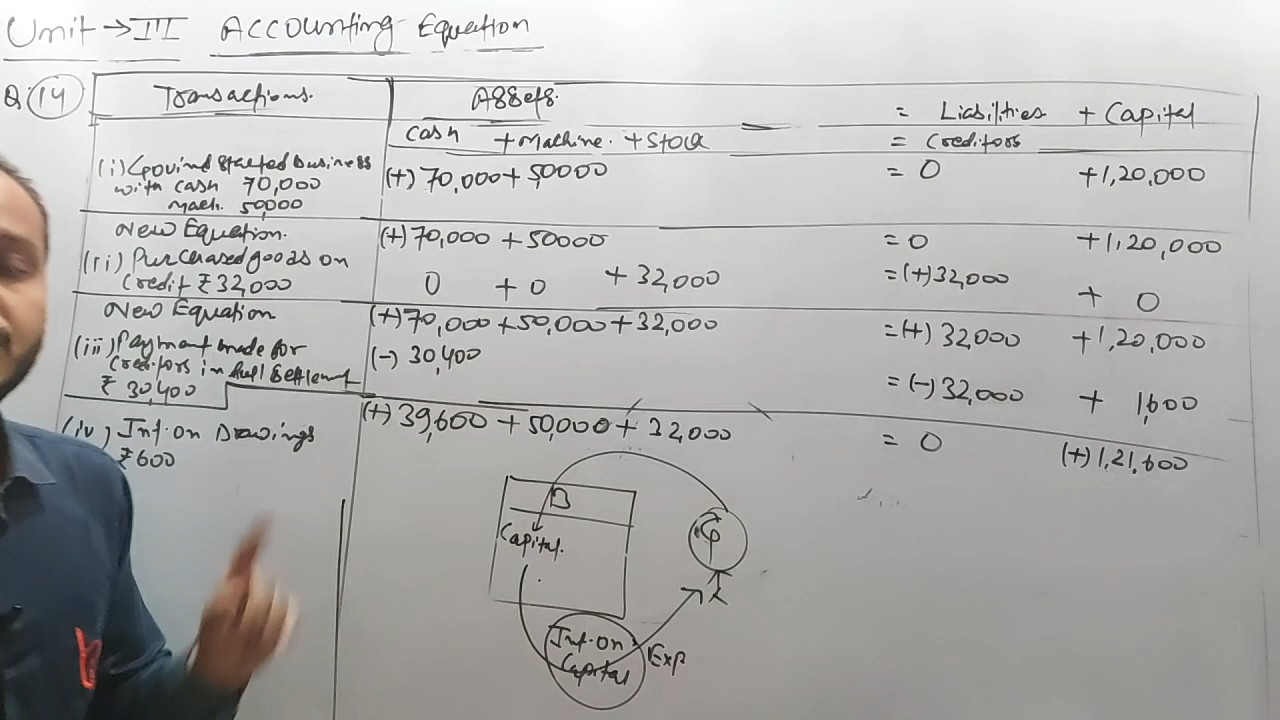 Unit → III Accounting Equation
Q. 14 Transactions. Assets. = Liabilities + Capital
Cash + Machine. + Stock = Creditors
(i) Govind Started Business
with cash 70,000
Mach. 50,000
(+) 70,000 + 50000 = 0 + 1,20,000
New Equation. (+) 70,000 + 50000 = 0 + 1,20,000
(ii) Purchased goods on
Credit ₹ 32,000
0 + 0 + 32,000 = (+) 32,000 + 0
New Equation (+) 70,000 + 50,000 + 32,000 = (+) 32,000 + 1,20,000
(iii) Payment made for
Creditors in full Settlement
₹ 30,400
(-) 30,400 = (-) 32,000 + 1,600
(+) 39,600 + 50,000 + 32,000 = 0 (+) 1,21,600
(iv) Int. on Drawings
₹ 600
B
Capital.
G
Int. on
Capital
Exp